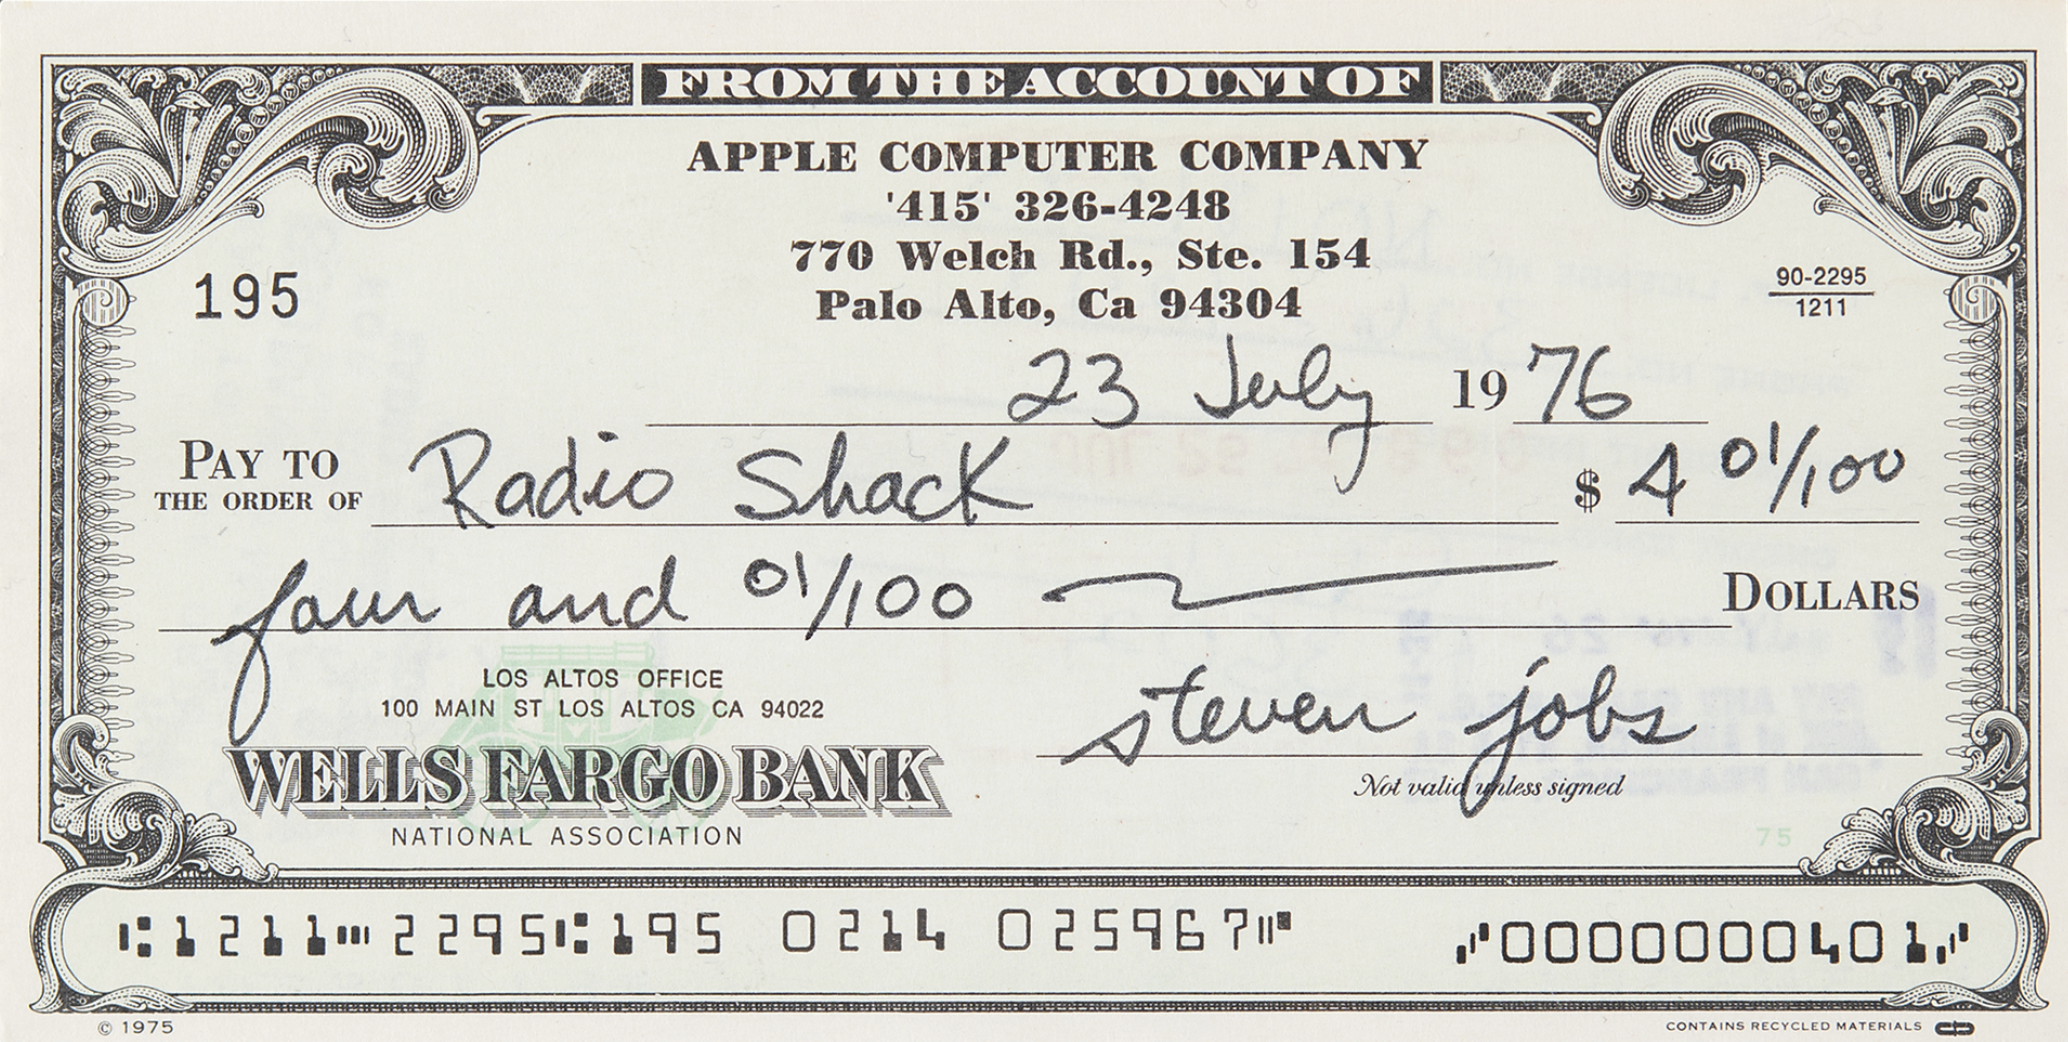 FROM THE ACCOUNT OF
APPLE COMPUTER COMPANY
'415' 326-4248
770 Welch Rd., Ste. 154
Palo Alto, Ca 94304
195
90-2295
1211
23 July 1976
PAY TO THE ORDER OF Radio Shack $ 4 01/100
four and 01/100 DOLLARS
LOS ALTOS OFFICE
100 MAIN ST LOS ALTOS CA 94022
WELLS FARGO BANK
NATIONAL ASSOCIATION
steven jobs
Not valid unless signed
75
⑆1211⑉2295⑆195 0214 025967⑈ ⑇0000000401⑇
© 1975
CONTAINS RECYCLED MATERIALS